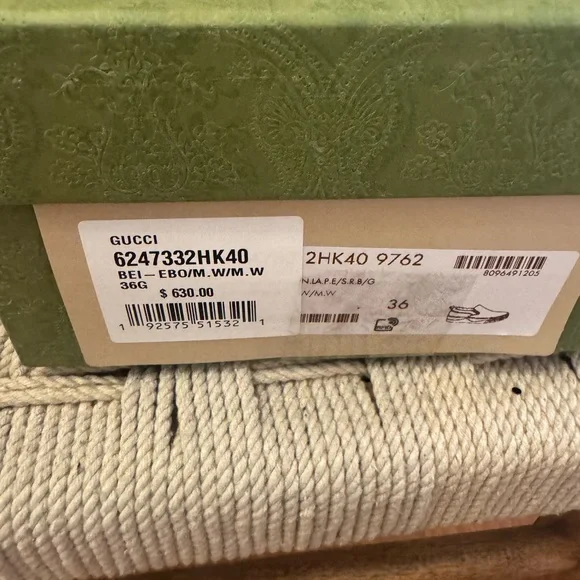 GUCCI
6247332HK40
BEI-EBO/M.W/M.W
36G
$ 630.00
1 92575 51532 1
2HK40 9762
8096491205
N.LA.P.E/S.R.B/G
/M.W
36